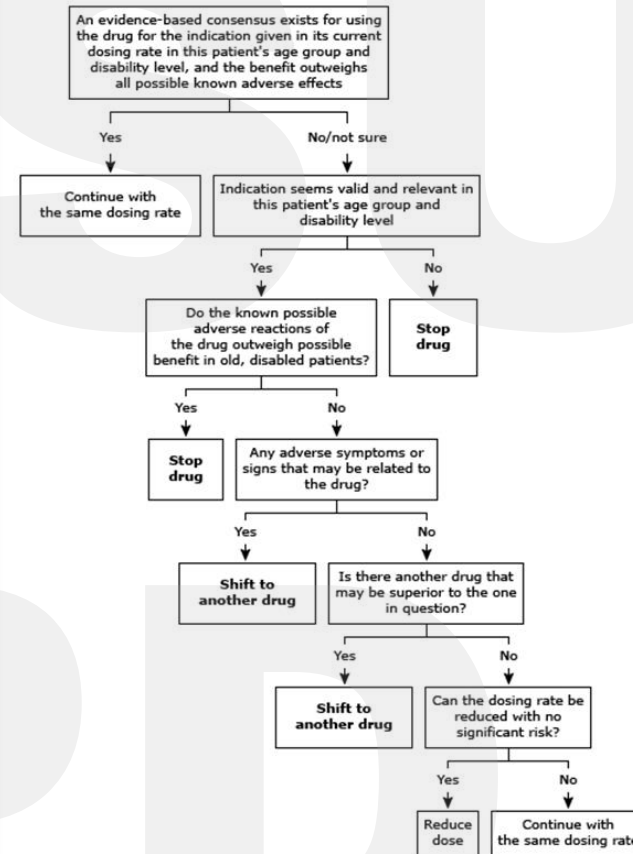 An evidence-based consensus exists for using
the drug for the indication given in its current
dosing rate in this patient's age group and
disability level, and the benefit outweighs
all possible known adverse effects
Yes
No/not sure
Continue with
the same dosing rate
Indication seems valid and relevant in
this patient's age group and
disability level
Yes
No
Do the known possible
adverse reactions of
the drug outweigh possible
benefit in old, disabled patients?
Stop
drug
Yes
No
Stop
drug
Any adverse symptoms or
signs that may be related to
the drug?
Yes
No
Shift to
another drug
Is there another drug that
may be superior to the one
in question?
Yes
No
Shift to
another drug
Can the dosing rate be
reduced with no
significant risk?
Yes
No
Reduce
dose
Continue with
the same dosing rate